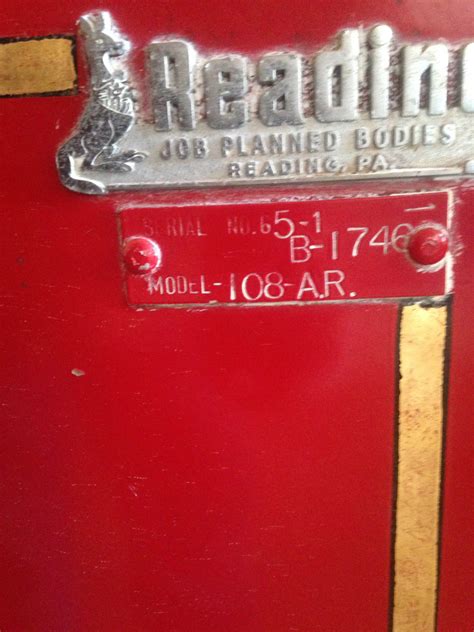 Readin
JOB PLANNED BODIES
READING, PA.
SERIAL NO. 65-1
B-1746
MODEL-108-A.R.